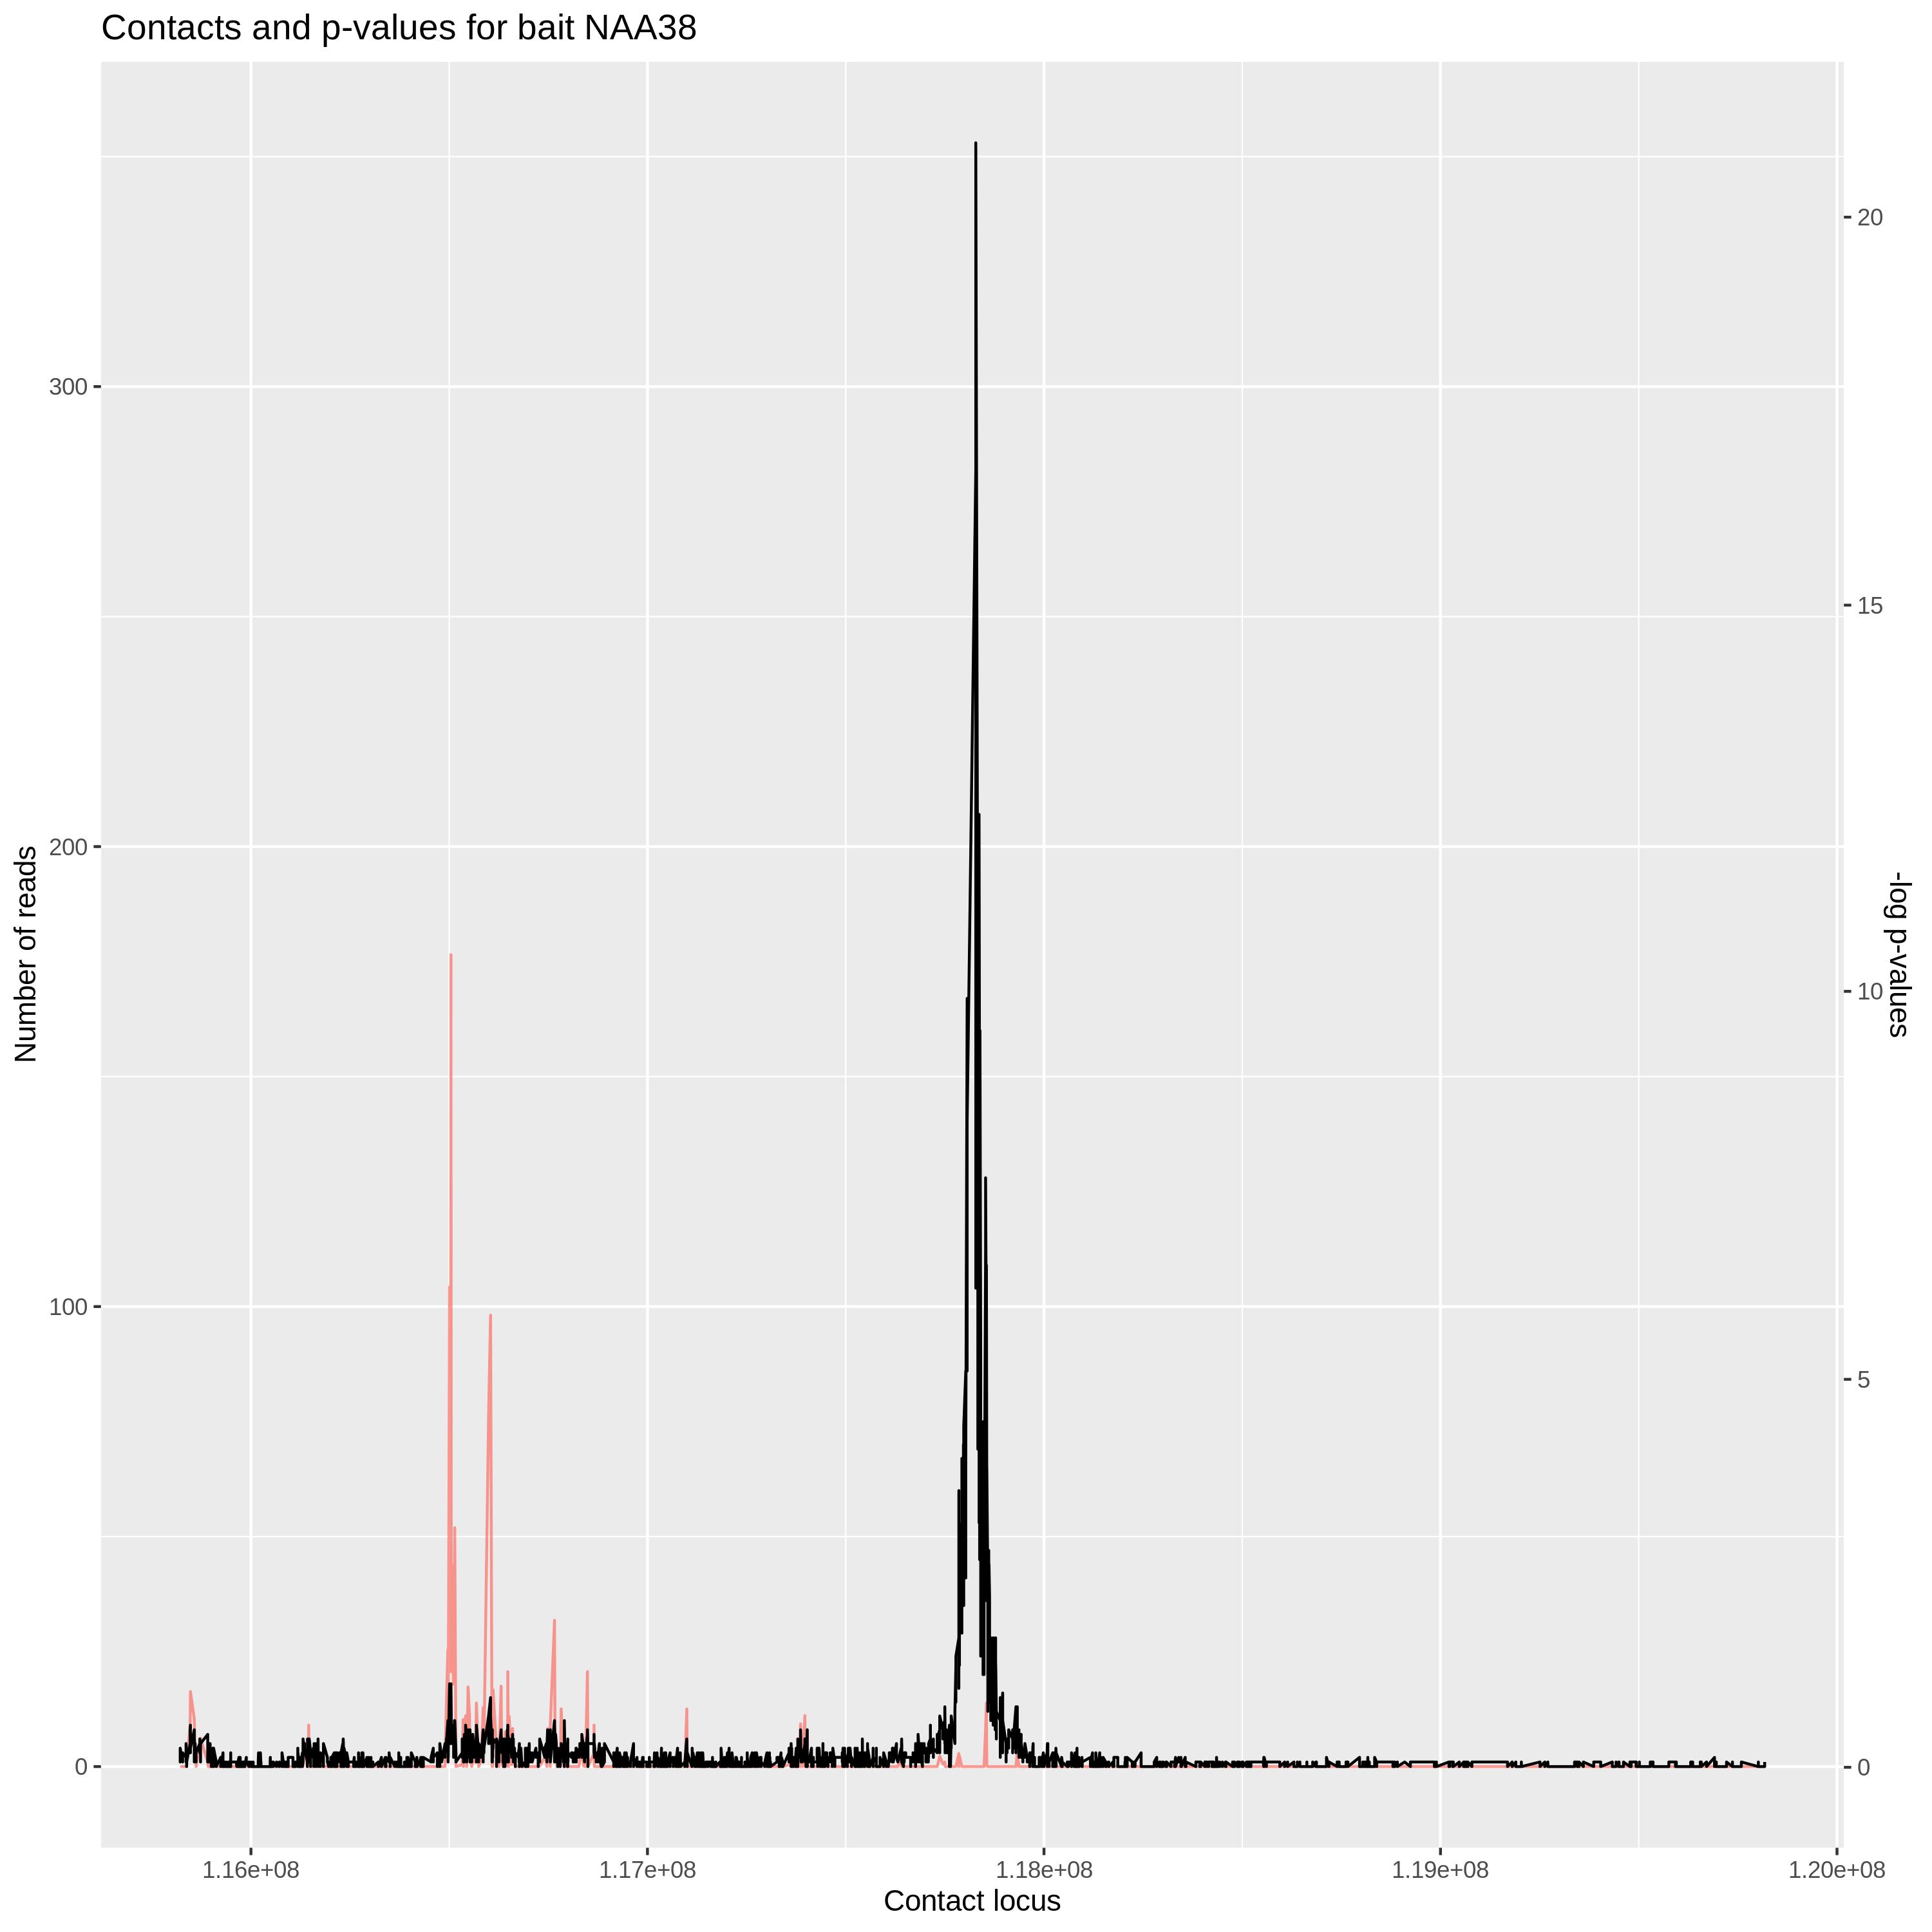 Contacts and p-values for bait NAA38
300
200
100
0
Number of reads
20
15
10
5
0
-log p-values
1.16e+08
1.17e+08
1.18e+08
1.19e+08
1.20e+08
Contact locus